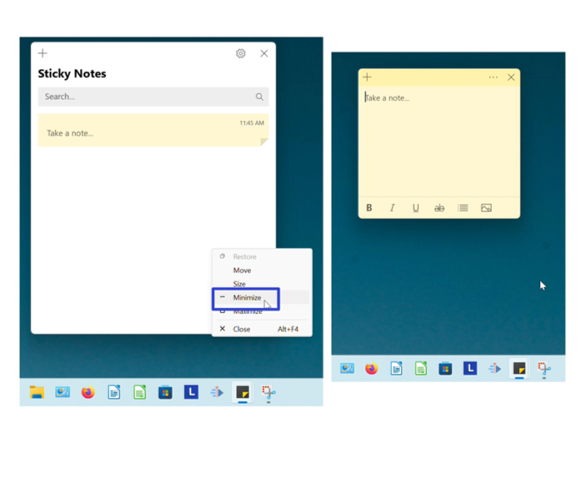 Sticky Notes
Search...
11:45 AM
Take a note...
Restore
Move
Size
Minimize
Maximize
Close Alt+F4
Take a note...
B I U ab
L